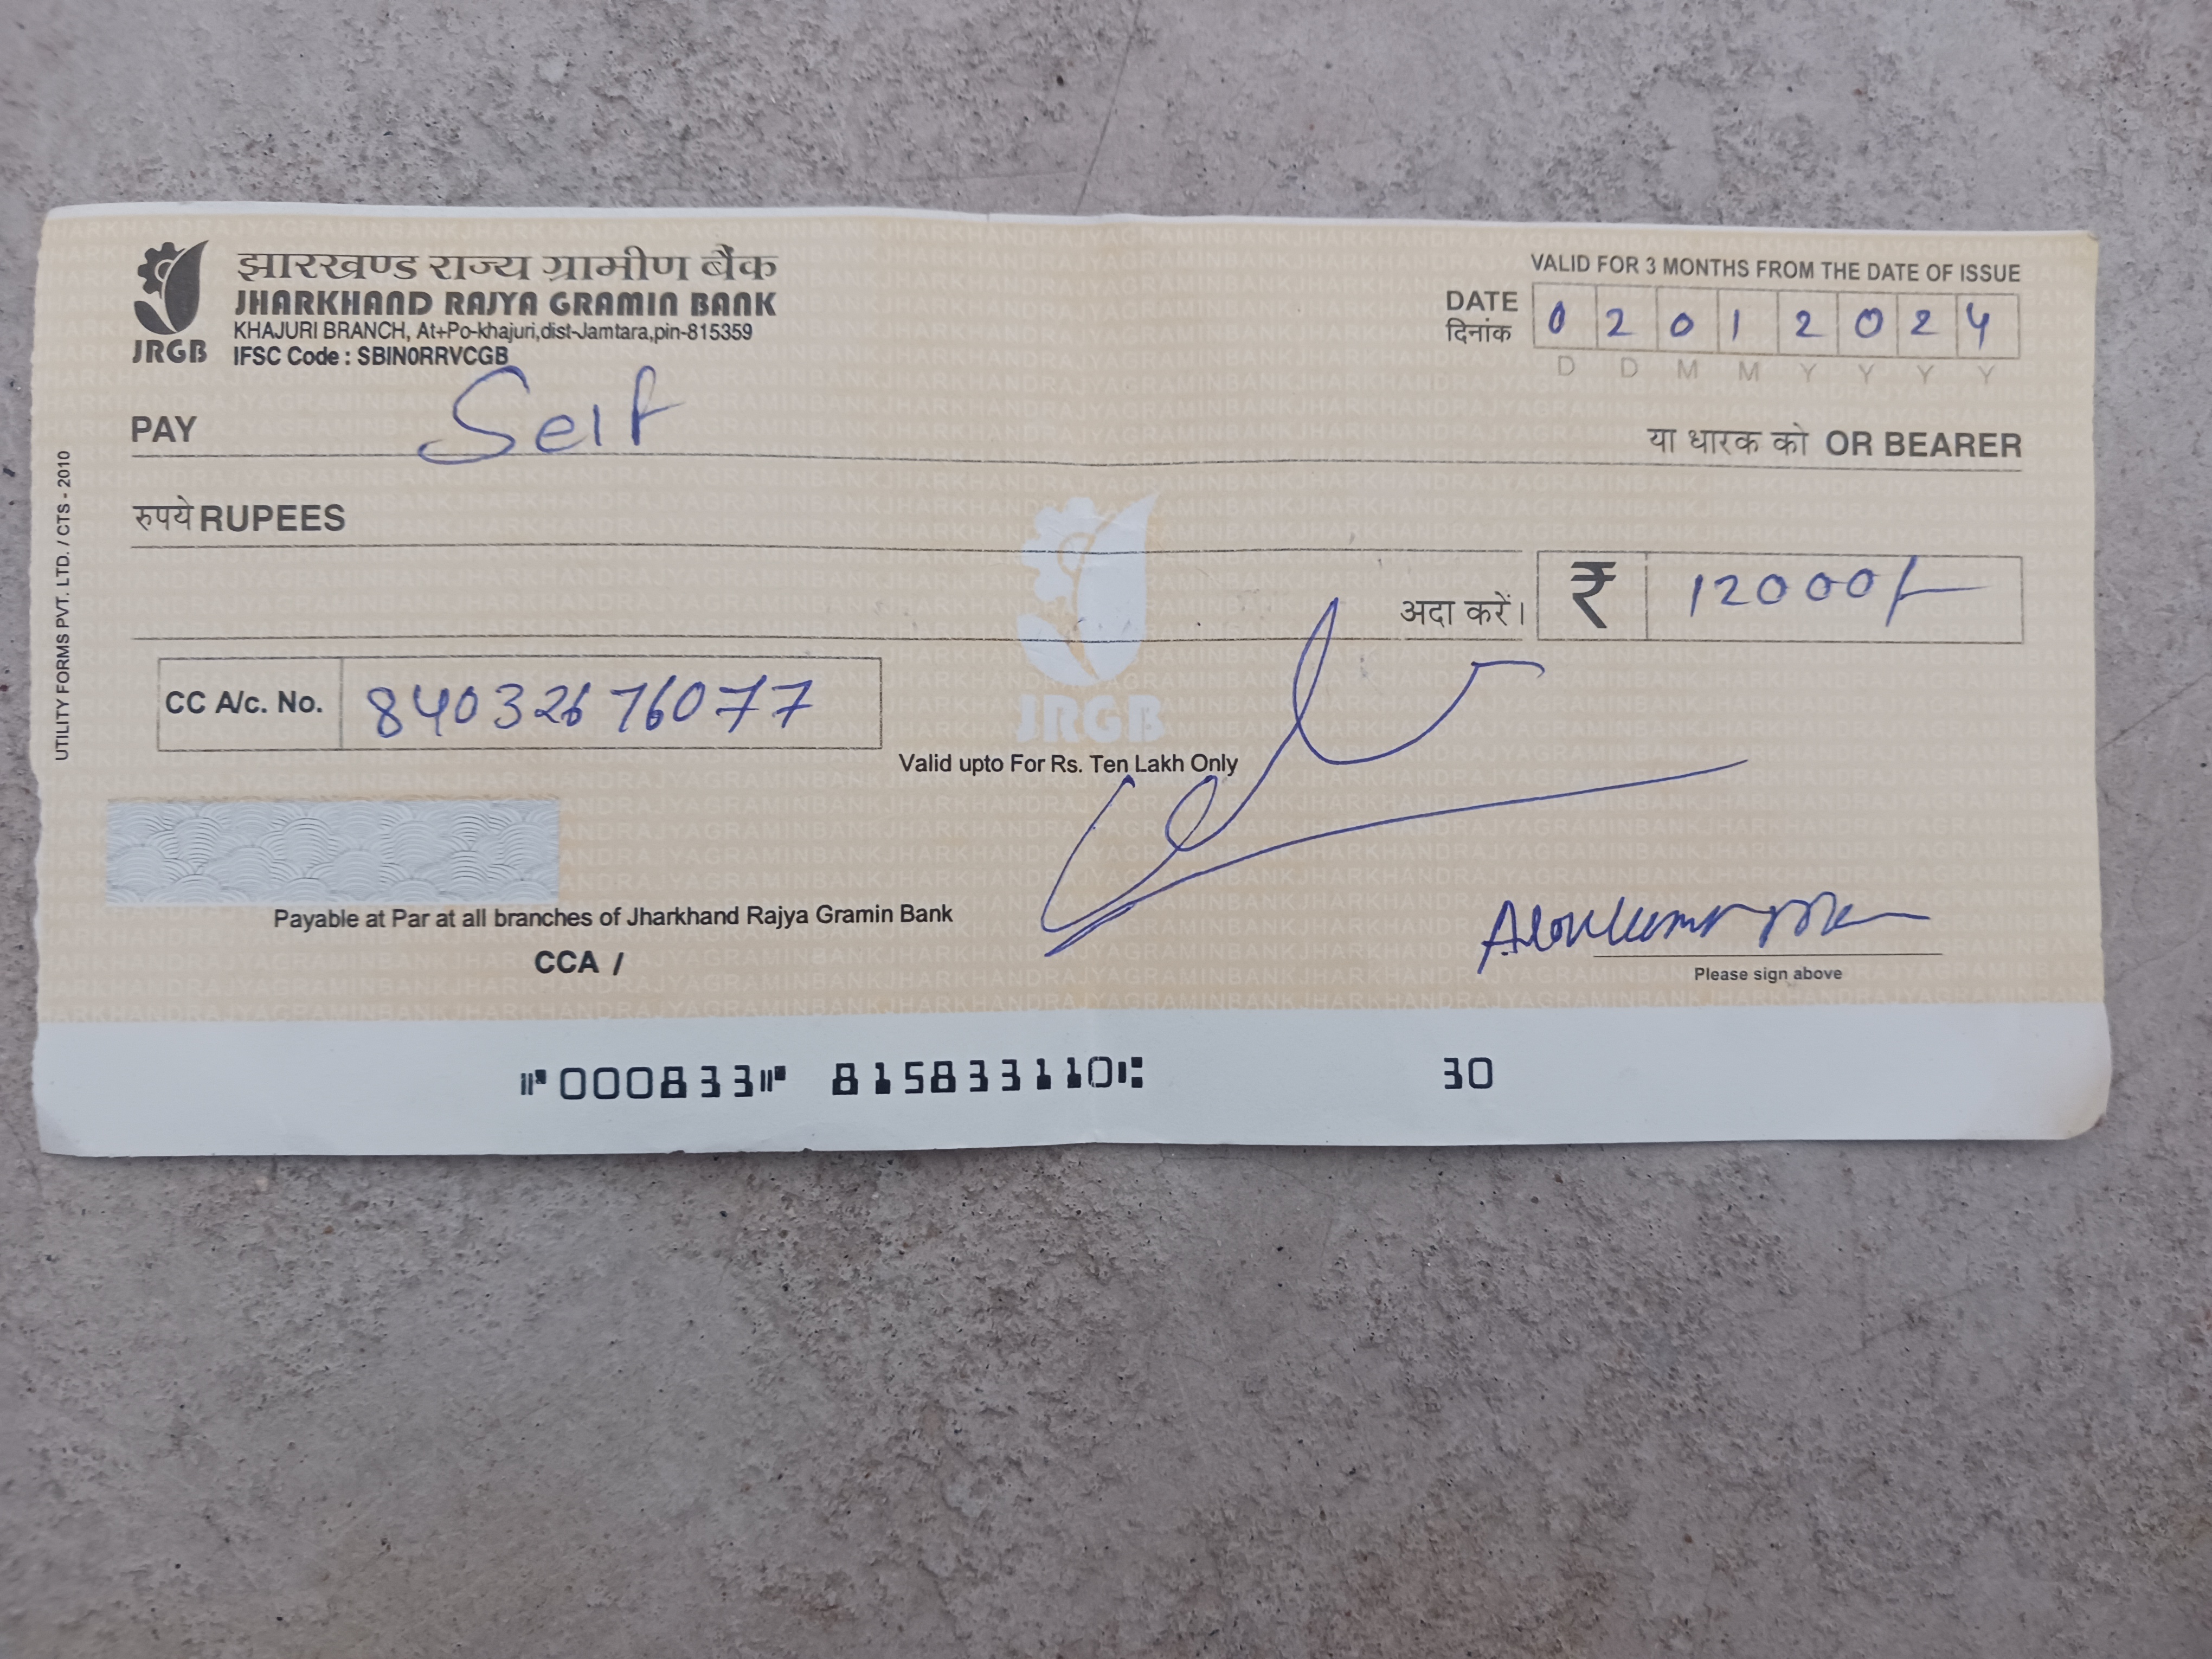 झारखण्ड राज्य ग्रामीण बैंक
JHARKHAND RAJYA GRAMIN BANK
KHAJURI BRANCH, At+Po-khajuri,dist-Jamtara,pin-815359
JRGB
IFSC Code : SBIN0RRVCGB
VALID FOR 3 MONTHS FROM THE DATE OF ISSUE
DATE
दिनांक
0 2 0 1 2 0 2 4
D D M M Y Y Y Y
PAY Self या धारक को OR BEARER
रुपये RUPEES
अदा करें। ₹ 12000/-
CC A/c. No. 84032676077
JRGB
Valid upto For Rs. Ten Lakh Only
UTILITY FORMS PVT. LTD. / CTS - 2010
Payable at Par at all branches of Jharkhand Rajya Gramin Bank
CCA /
Please sign above
⑈000833⑈ 815833110⑆ 30